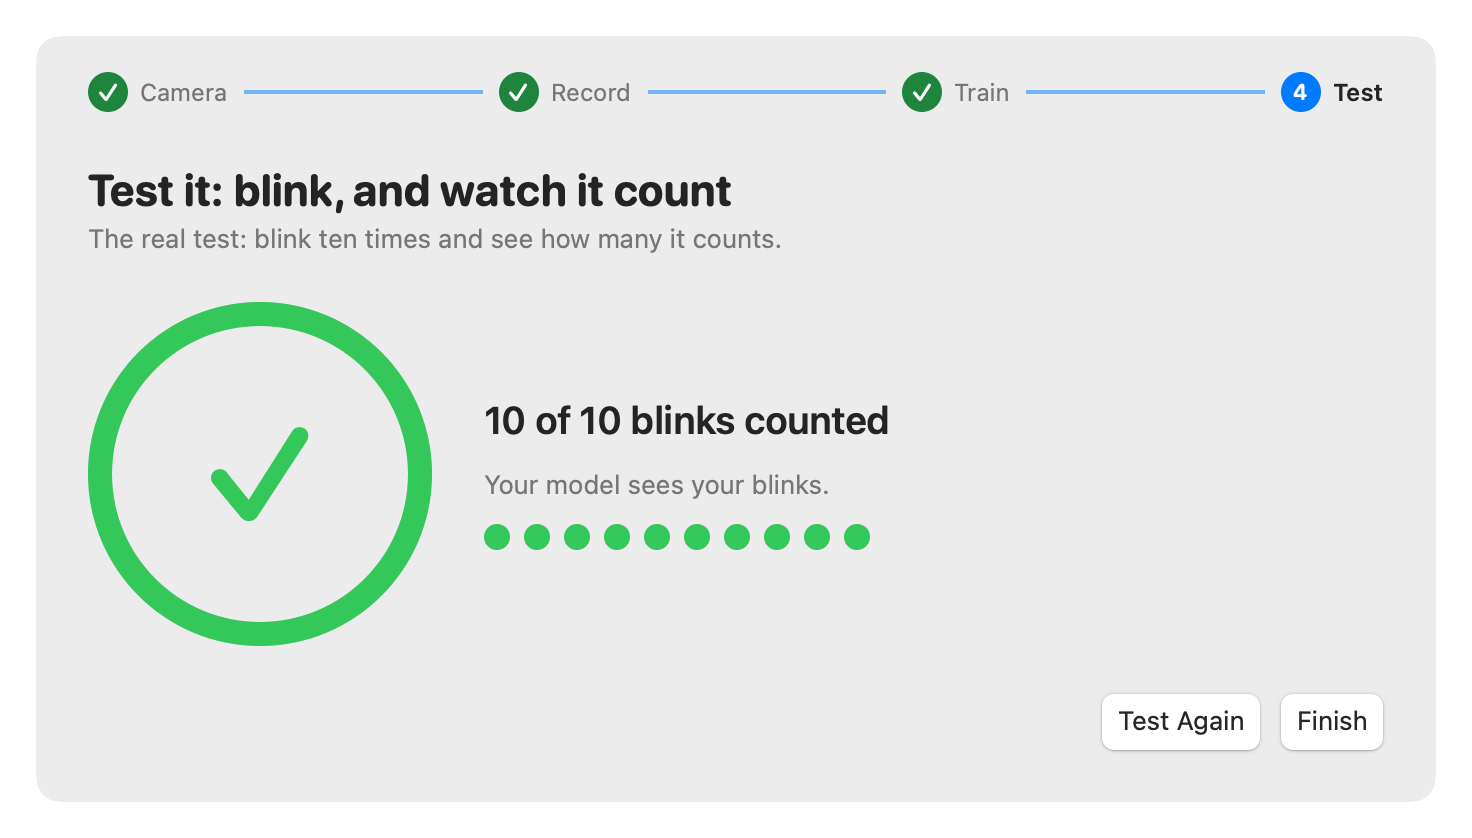 Camera
Record
Train
4 Test
Test it: blink, and watch it count
The real test: blink ten times and see how many it counts.
10 of 10 blinks counted
Your model sees your blinks.
Test Again
Finish